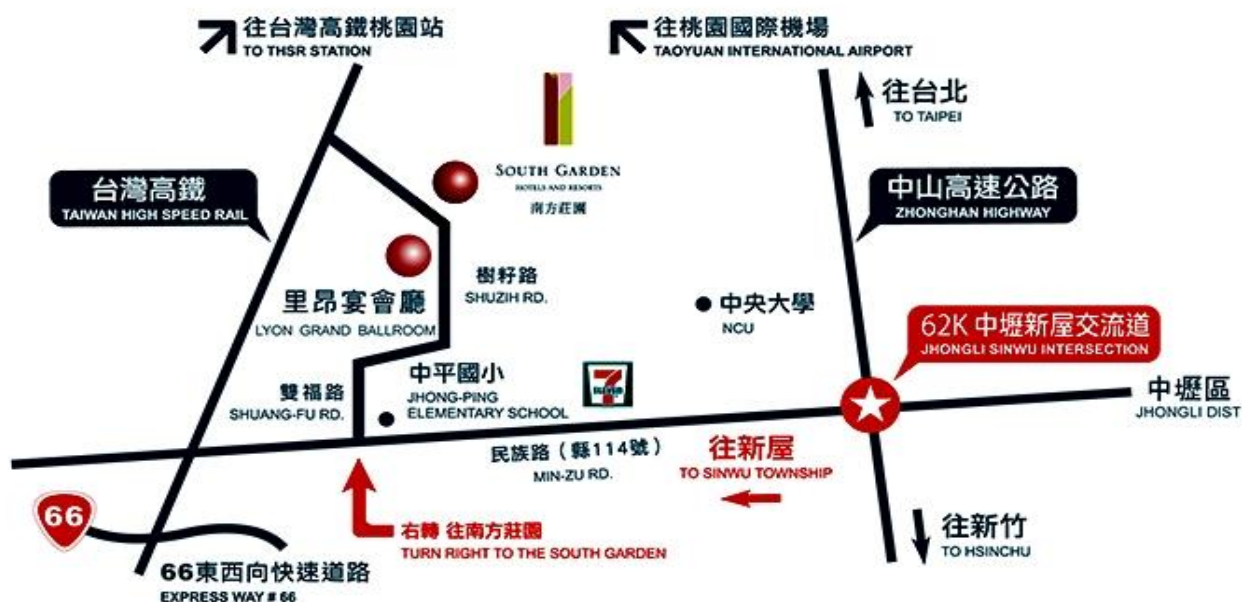 往台灣高鐵桃園站
TO THSR STATION
往桃園國際機場
TAOYUAN INTERNATIONAL AIRPORT
往台北
TO TAIPEI
SOUTH GARDEN
HOTELS AND RESORTS
南方莊園
台灣高鐵
TAIWAN HIGH SPEED RAIL
中山高速公路
ZHONGHAN HIGHWAY
樹籽路
SHUZIH RD.
里昂宴會廳
LYON GRAND BALLROOM
中央大學
NCU
62K 中壢新屋交流道
JHONGLI SINWU INTERSECTION
雙福路
SHUANG-FU RD.
中平國小
JHONG-PING
ELEMENTARY SCHOOL
7
ELEVEN
中壢區
JHONGLI DIST
民族路(縣114號)
MIN-ZU RD.
往新屋
TO SINWU TOWNSHIP
66
右轉 往南方莊園
TURN RIGHT TO THE SOUTH GARDEN
往新竹
TO HSINCHU
66東西向快速道路
EXPRESS WAY # 66